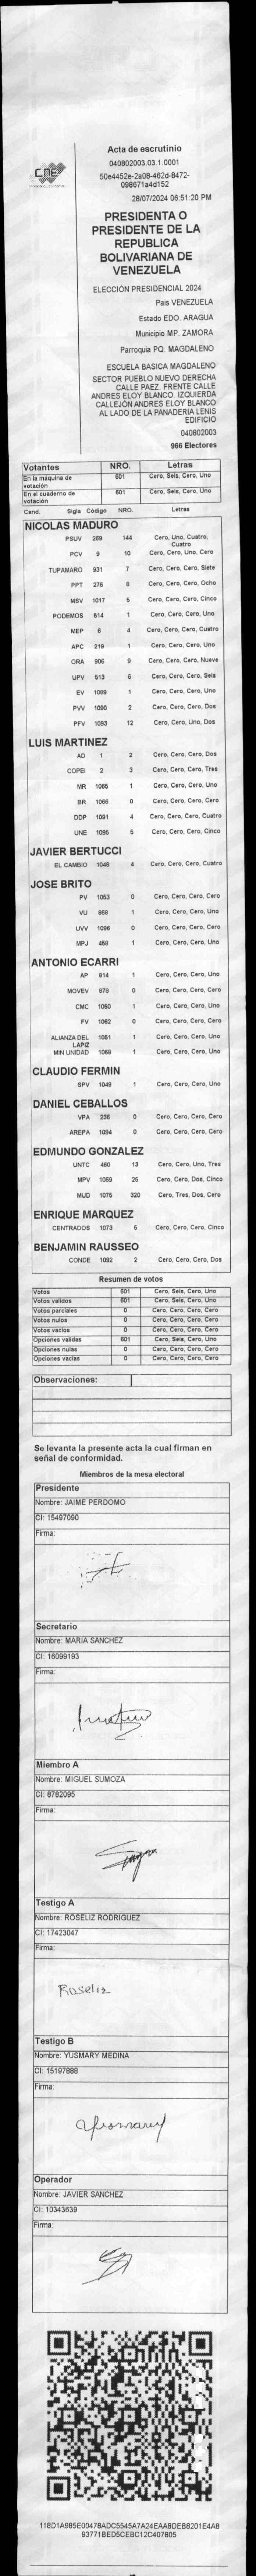 CNE
Acta de escrutinio
040802003.03.1.0001
50e4452e-2a08-462d-8472-
098671a4d152
28/07/2024 06:51:20 PM
PRESIDENTA O
PRESIDENTE DE LA
REPUBLICA
BOLIVARIANA DE
VENEZUELA
ELECCIÓN PRESIDENCIAL 2024
Pais VENEZUELA
Estado EDO. ARAGUA
Municipio MP. ZAMORA
Parroquia PQ. MAGDALENO
ESCUELA BASICA MAGDALENO
SECTOR PUEBLO NUEVO DERECHA
CALLE PAEZ. FRENTE CALLE
ANDRES ELOY BLANCO. IZQUIERDA
CALLEJON ANDRES ELOY BLANCO
AL LADO DE LA PANADERIA LENIS
EDIFICIO
040802003
966 Electores
Votantes NRO. Letras
En la máquina de votación 601 Cero, Seis, Cero, Uno
En el cuaderno de votación 601 Cero, Seis, Cero, Uno
Cand. Sigla Código NRO. Letras
NICOLAS MADURO
PSUV 269 144 Cero, Uno, Cuatro, Cuatro
PCV 9 10 Cero, Cero, Uno, Cero
TUPAMARO 931 7 Cero, Cero, Cero, Siete
PPT 276 8 Cero, Cero, Cero, Ocho
MSV 1017 5 Cero, Cero, Cero, Cinco
PODEMOS 514 1 Cero, Cero, Cero, Uno
MEP 6 4 Cero, Cero, Cero, Cuatro
APC 219 1 Cero, Cero, Cero, Uno
ORA 906 9 Cero, Cero, Cero, Nueve
UPV 613 6 Cero, Cero, Cero, Seis
EV 1089 1 Cero, Cero, Cero, Uno
PVV 1090 2 Cero, Cero, Cero, Dos
PFV 1093 12 Cero, Cero, Uno, Dos
LUIS MARTINEZ
AD 1 2 Cero, Cero, Cero, Dos
COPEI 2 3 Cero, Cero, Cero, Tres
MR 1065 1 Cero, Cero, Cero, Uno
BR 1066 0 Cero, Cero, Cero, Cero
DDP 1091 4 Cero, Cero, Cero, Cuatro
UNE 1095 5 Cero, Cero, Cero, Cinco
JAVIER BERTUCCI
EL CAMBIO 1048 4 Cero, Cero, Cero, Cuatro
JOSE BRITO
PV 1053 0 Cero, Cero, Cero, Cero
VU 868 1 Cero, Cero, Cero, Uno
UVV 1096 0 Cero, Cero, Cero, Cero
MPJ 459 1 Cero, Cero, Cero, Uno
ANTONIO ECARRI
AP 914 1 Cero, Cero, Cero, Uno
MOVEV 979 0 Cero, Cero, Cero, Cero
CMC 1050 1 Cero, Cero, Cero, Uno
FV 1062 0 Cero, Cero, Cero, Cero
ALIANZA DEL LAPIZ 1051 1 Cero, Cero, Cero, Uno
MIN UNIDAD 1068 1 Cero, Cero, Cero, Uno
CLAUDIO FERMIN
SPV 1049 1 Cero, Cero, Cero, Uno
DANIEL CEBALLOS
VPA 236 0 Cero, Cero, Cero, Cero
AREPA 1094 0 Cero, Cero, Cero, Cero
EDMUNDO GONZALEZ
UNTC 460 13 Cero, Cero, Uno, Tres
MPV 1069 25 Cero, Cero, Dos, Cinco
MUD 1075 320 Cero, Tres, Dos, Cero
ENRIQUE MARQUEZ
CENTRADOS 1073 5 Cero, Cero, Cero, Cinco
BENJAMIN RAUSSEO
CONDE 1092 2 Cero, Cero, Cero, Dos
Resumen de votos
Votos 601 Cero, Seis, Cero, Uno
Votos validos 601 Cero, Seis, Cero, Uno
Votos parciales 0 Cero, Cero, Cero, Cero
Votos nulos 0 Cero, Cero, Cero, Cero
Votos vacios 0 Cero, Cero, Cero, Cero
Opciones validas 601 Cero, Seis, Cero, Uno
Opciones nulas 0 Cero, Cero, Cero, Cero
Opciones vacias 0 Cero, Cero, Cero, Cero
Observaciones:
Se levanta la presente acta la cual firman en
señal de conformidad.
Miembros de la mesa electoral
Presidente
Nombre: JAIME PERDOMO
CI: 15497090
Firma:
Secretario
Nombre: MARIA SANCHEZ
CI: 16099193
Firma:
Miembro A
Nombre: MIGUEL SUMOZA
CI: 8782095
Firma:
Testigo A
Nombre: ROSELIZ RODRIGUEZ
CI: 17423047
Firma:
Roseliz
Testigo B
Nombre: YUSMARY MEDINA
CI: 15197888
Firma:
Operador
Nombre: JAVIER SANCHEZ
CI: 10343639
Firma:
118D1A985E00478ADC5545A7A24EAA8DEB8201E4A8
93771BED5CEBC12C407805